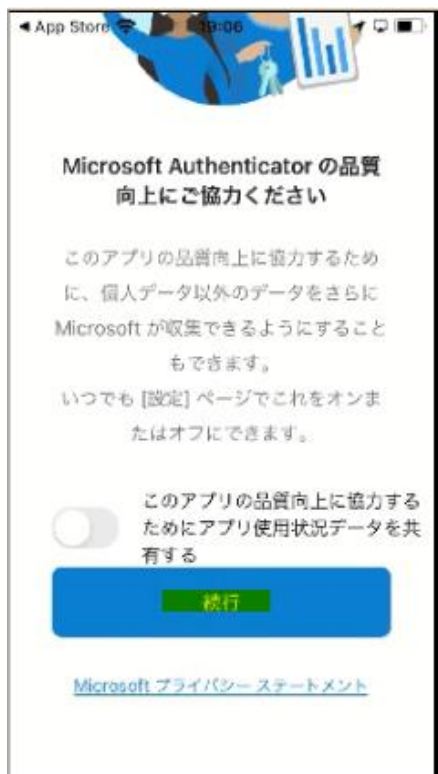 ◀ App Store 19:06
Microsoft Authenticator の品質
向上にご協力ください
このアプリの品質向上に協力するため
に、個人データ以外のデータをさらに
Microsoft が収集できるようにすること
もできます。
いつでも [設定] ページでこれをオンま
たはオフにできます。
このアプリの品質向上に協力する
ためにアプリ使用状況データを共
有する
続行
Microsoft プライバシー ステートメント